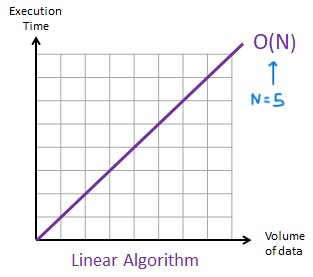 Execution
Time
O(N)
N=5
Volume
of data
Linear Algorithm